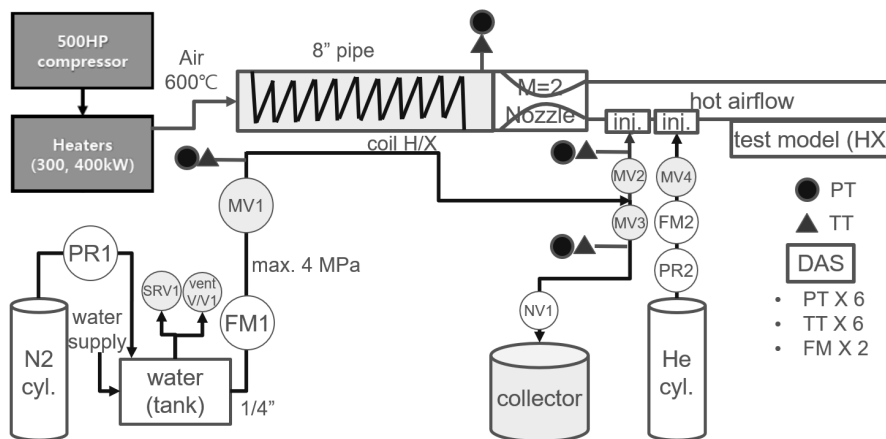 500HP
compressor
Air
600℃
8” pipe
M=2
Nozzle
hot airflow
inj.
inj.
test model (HX
Heaters
(300, 400kW)
coil H/X
MV1
MV2
MV4
PT
MV3
FM2
TT
PR1
max. 4 MPa
PR2
DAS
SRV1
vent
V/V1
NV1
• PT X 6
• TT X 6
• FM X 2
water
supply
FM1
N2
cyl.
water
(tank)
1/4”
collector
He
cyl.